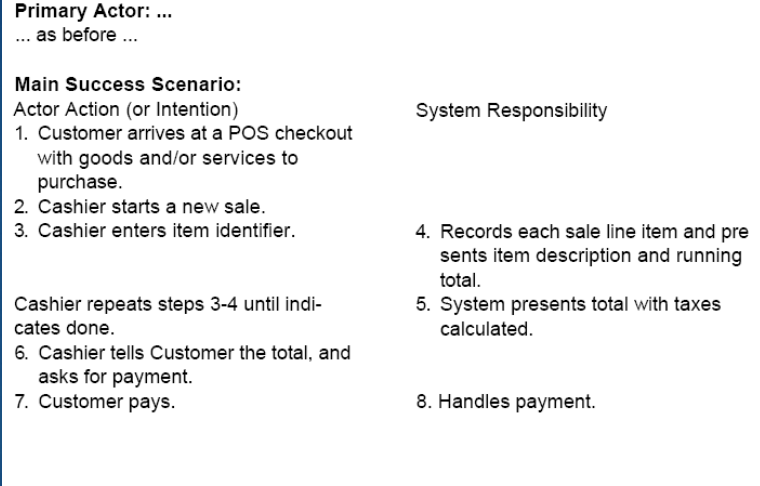 Primary Actor: ...
... as before ...
Main Success Scenario:
Actor Action (or Intention)
System Responsibility
1. Customer arrives at a POS checkout
with goods and/or services to
purchase.
2. Cashier starts a new sale.
3. Cashier enters item identifier.
4. Records each sale line item and pre
sents item description and running
total.
Cashier repeats steps 3-4 until indi-
cates done.
5. System presents total with taxes
calculated.
6. Cashier tells Customer the total, and
asks for payment.
7. Customer pays.
8. Handles payment.